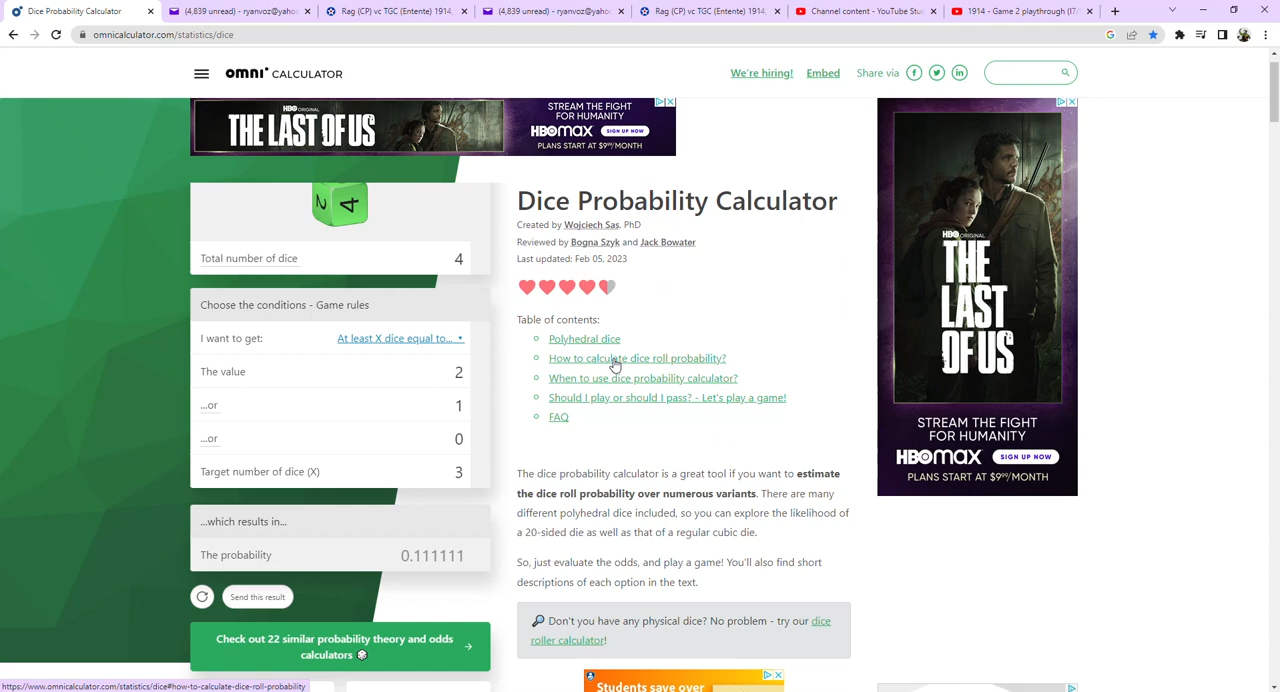 Dice Probability Calculator
(4,839 unread) - ryanvoz@yahoo
Rag (CP) vc TGC (Entente) 1914
(4,839 unread) - ryanvoz@yahoo
Rag (CP) vc TGC (Entente) 1914,
Channel content - YouTube Stu
1914 - Game 2 playthrough (I7/
omnicalculator.com/statistics/dice
omni CALCULATOR
We're hiring!
Embed
Share via
HBO ORIGINAL
THE LAST OF US
STREAM THE FIGHT
FOR HUMANITY
HBOMAX SIGN UP NOW
PLANS START AT $9.99/MONTH
2 4
Total number of dice 4
Choose the conditions - Game rules
I want to get: At least X dice equal to...
The value 2
...or 1
...or 0
Target number of dice (X) 3
...which results in...
The probability 0.111111
Send this result
Check out 22 similar probability theory and odds
calculators
Dice Probability Calculator
Created by Wojciech Sas, PhD
Reviewed by Bogna Szyk and Jack Bowater
Last updated: Feb 05, 2023
Table of contents:
Polyhedral dice
How to calculate dice roll probability?
When to use dice probability calculator?
Should I play or should I pass? - Let's play a game!
FAQ
The dice probability calculator is a great tool if you want to estimate
the dice roll probability over numerous variants. There are many
different polyhedral dice included, so you can explore the likelihood of
a 20-sided die as well as that of a regular cubic die.
So, just evaluate the odds, and play a game! You'll also find short
descriptions of each option in the text.
Don't you have any physical dice? No problem - try our dice
roller calculator!
Students save over
HBO ORIGINAL
THE
LAST
OF US
STREAM THE FIGHT
FOR HUMANITY
HBOMAX SIGN UP NOW
PLANS START AT $9.99/MONTH
https://www.omnicalculator.com/statistics/dice#how-to-calculate-dice-roll-probability